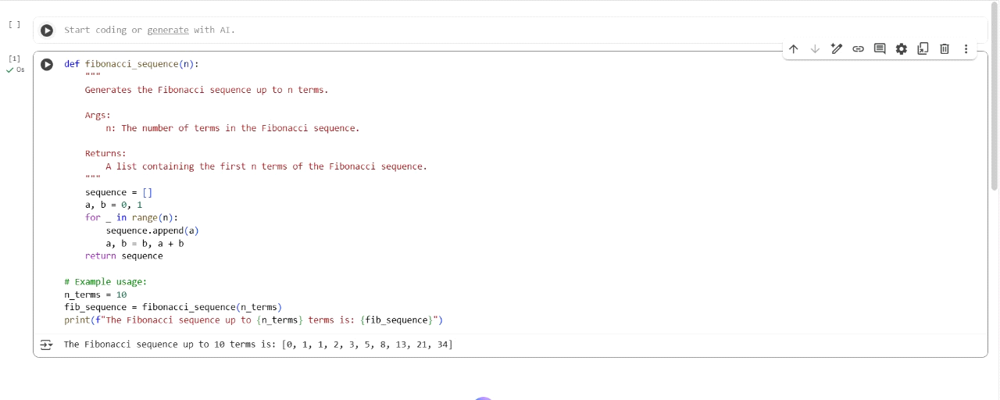 [ ]
Start coding or generate with AI.
[1]
0s
def fibonacci_sequence(n):
    """
    Generates the Fibonacci sequence up to n terms.

    Args:
        n: The number of terms in the Fibonacci sequence.

    Returns:
        A list containing the first n terms of the Fibonacci sequence.
    """
    sequence = []
    a, b = 0, 1
    for _ in range(n):
        sequence.append(a)
        a, b = b, a + b
    return sequence

# Example usage:
n_terms = 10
fib_sequence = fibonacci_sequence(n_terms)
print(f"The Fibonacci sequence up to {n_terms} terms is: {fib_sequence}")
The Fibonacci sequence up to 10 terms is: [0, 1, 1, 2, 3, 5, 8, 13, 21, 34]